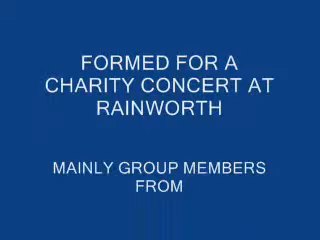 FORMED FOR A
CHARITY CONCERT AT
RAINWORTH
MAINLY GROUP MEMBERS
FROM